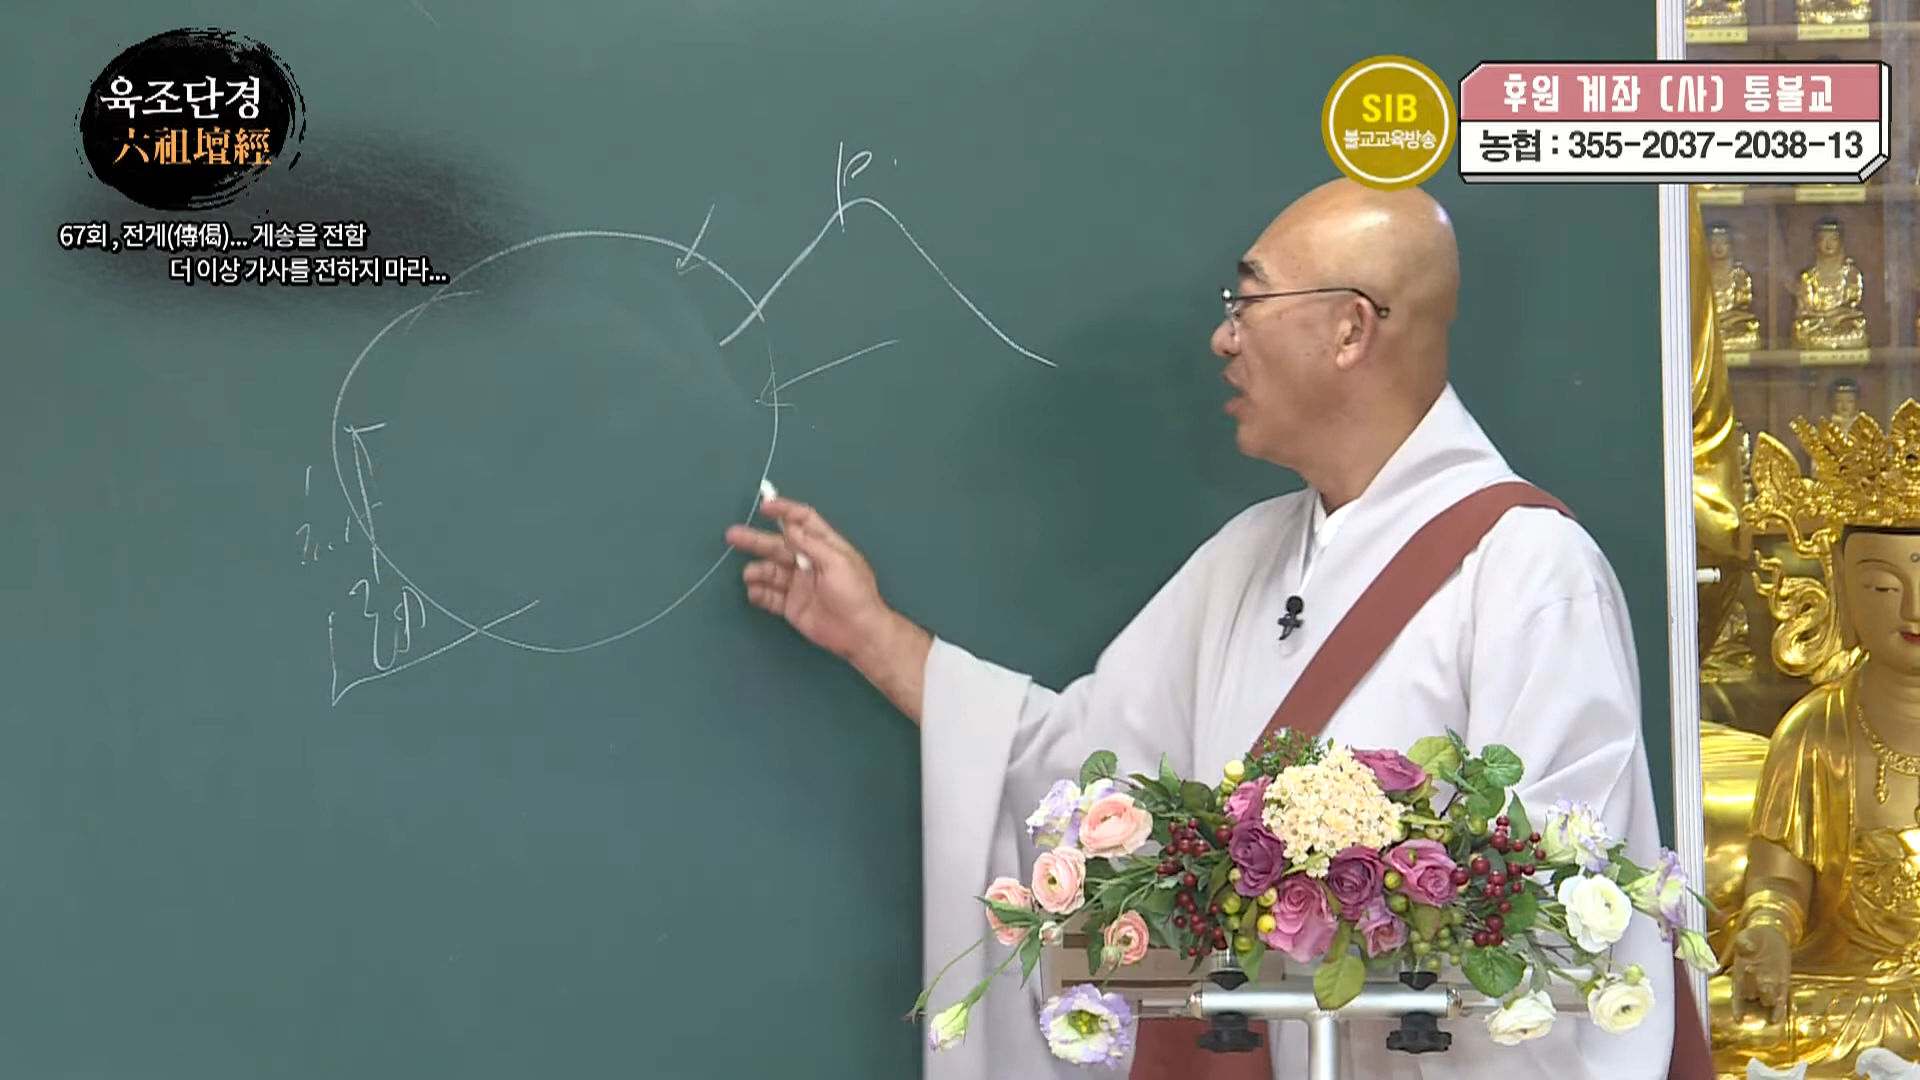 육조단경
六祖壇經
67회, 전게(傳偈)... 게송을 전함
더 이상 가사를 전하지 마라...
SIB
불교교육방송
후원 계좌 (사) 통불교
농협 : 355-2037-2038-13